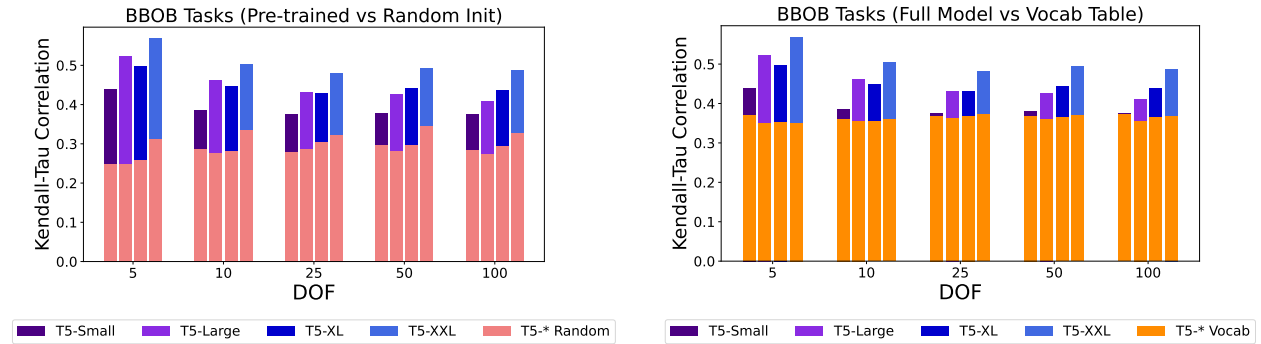 BBOB Tasks (Pre-trained vs Random Init)
Kendall-Tau Correlation
0.5
0.4
0.3
0.2
0.1
0.0
5 10 25 50 100
DOF
T5-Small T5-Large T5-XL T5-XXL T5-* Random
BBOB Tasks (Full Model vs Vocab Table)
Kendall-Tau Correlation
0.5
0.4
0.3
0.2
0.1
0.0
5 10 25 50 100
DOF
T5-Small T5-Large T5-XL T5-XXL T5-* Vocab